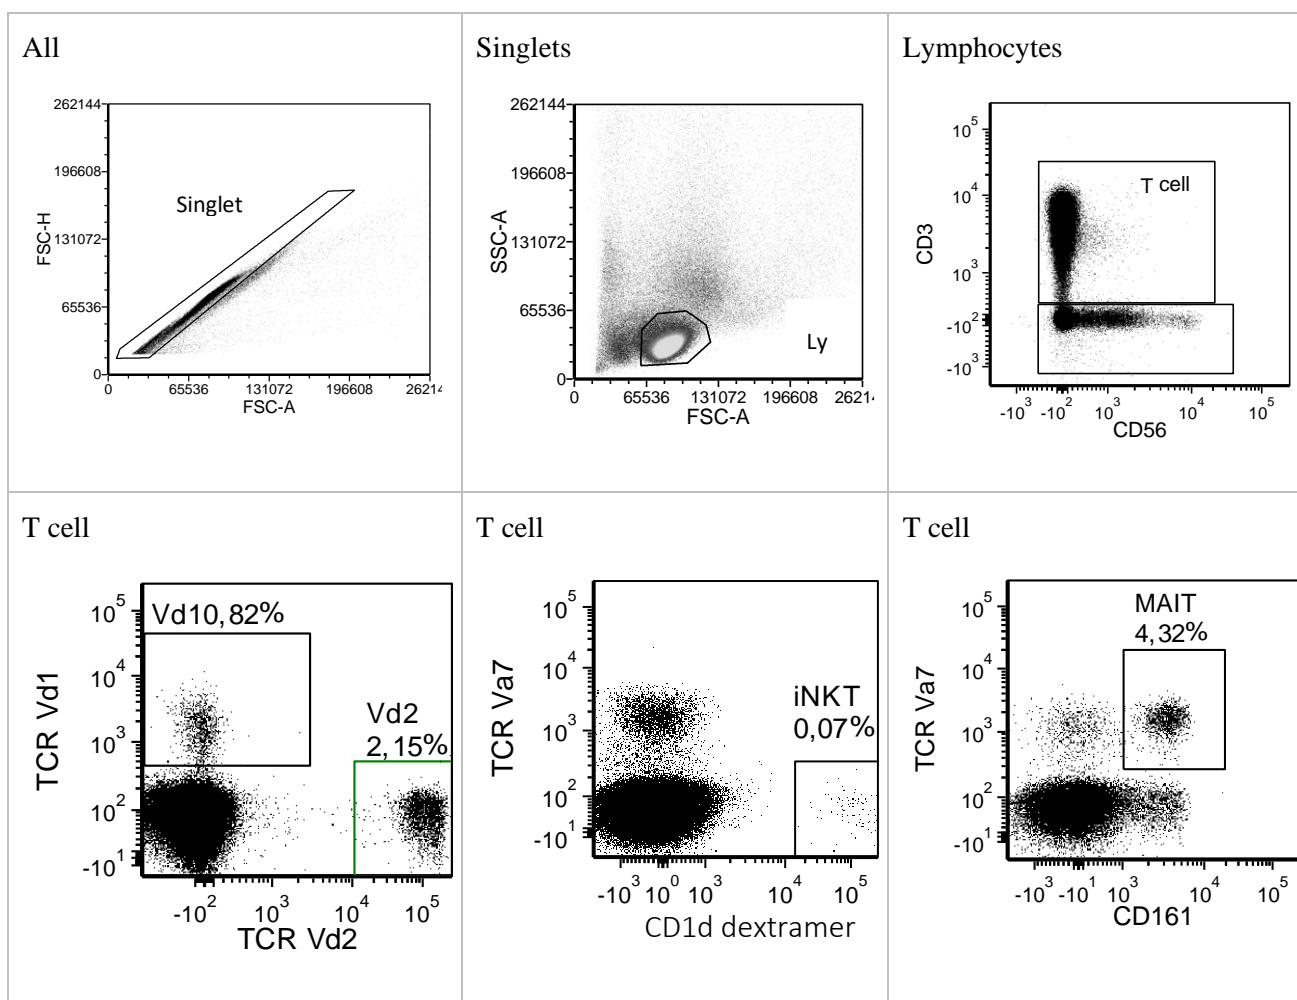 All
Singlets
Lymphocytes
262144
196608
131072
65536
0
FSC-H
Singlet
0 65536 131072 196608 26214
FSC-A
262144
196608
131072
65536
0
SSC-A
Ly
0 65536 131072 196608 26214
FSC-A
10^5
10^4
10^3
-10^2
-10^3
CD3
T cell
-10^3 -10^2 10^3 10^4 10^5
CD56
T cell
T cell
T cell
10^5
10^4
10^3
10^2
-10^1
TCR Vd1
Vd10,82%
Vd2
2,15%
-10^2 10^3 10^4 10^5
TCR Vd2
10^5
10^4
10^3
10^2
-10^1
TCR Va7
iNKT
0,07%
-10^3 10^0 10^3 10^4 10^5
CD1d dextramer
10^5
10^4
10^3
10^2
-10^1
TCR Va7
MAIT
4,32%
-10^3 -10^1 10^3 10^4 10^5
CD161